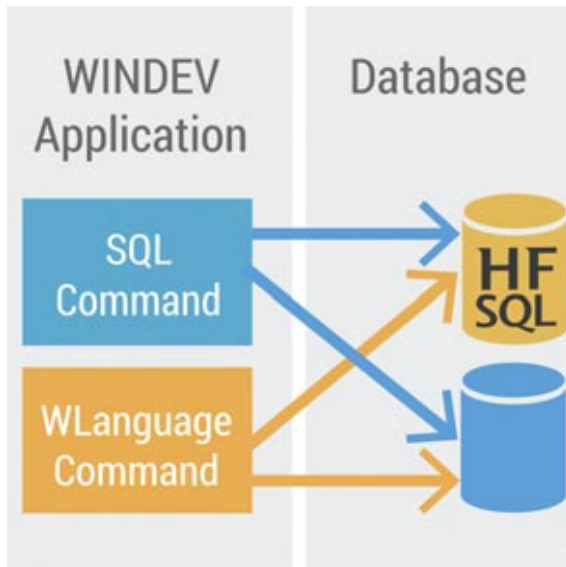 WINDEV
Application
Database
SQL
Command
HF
SQL
WLanguage
Command